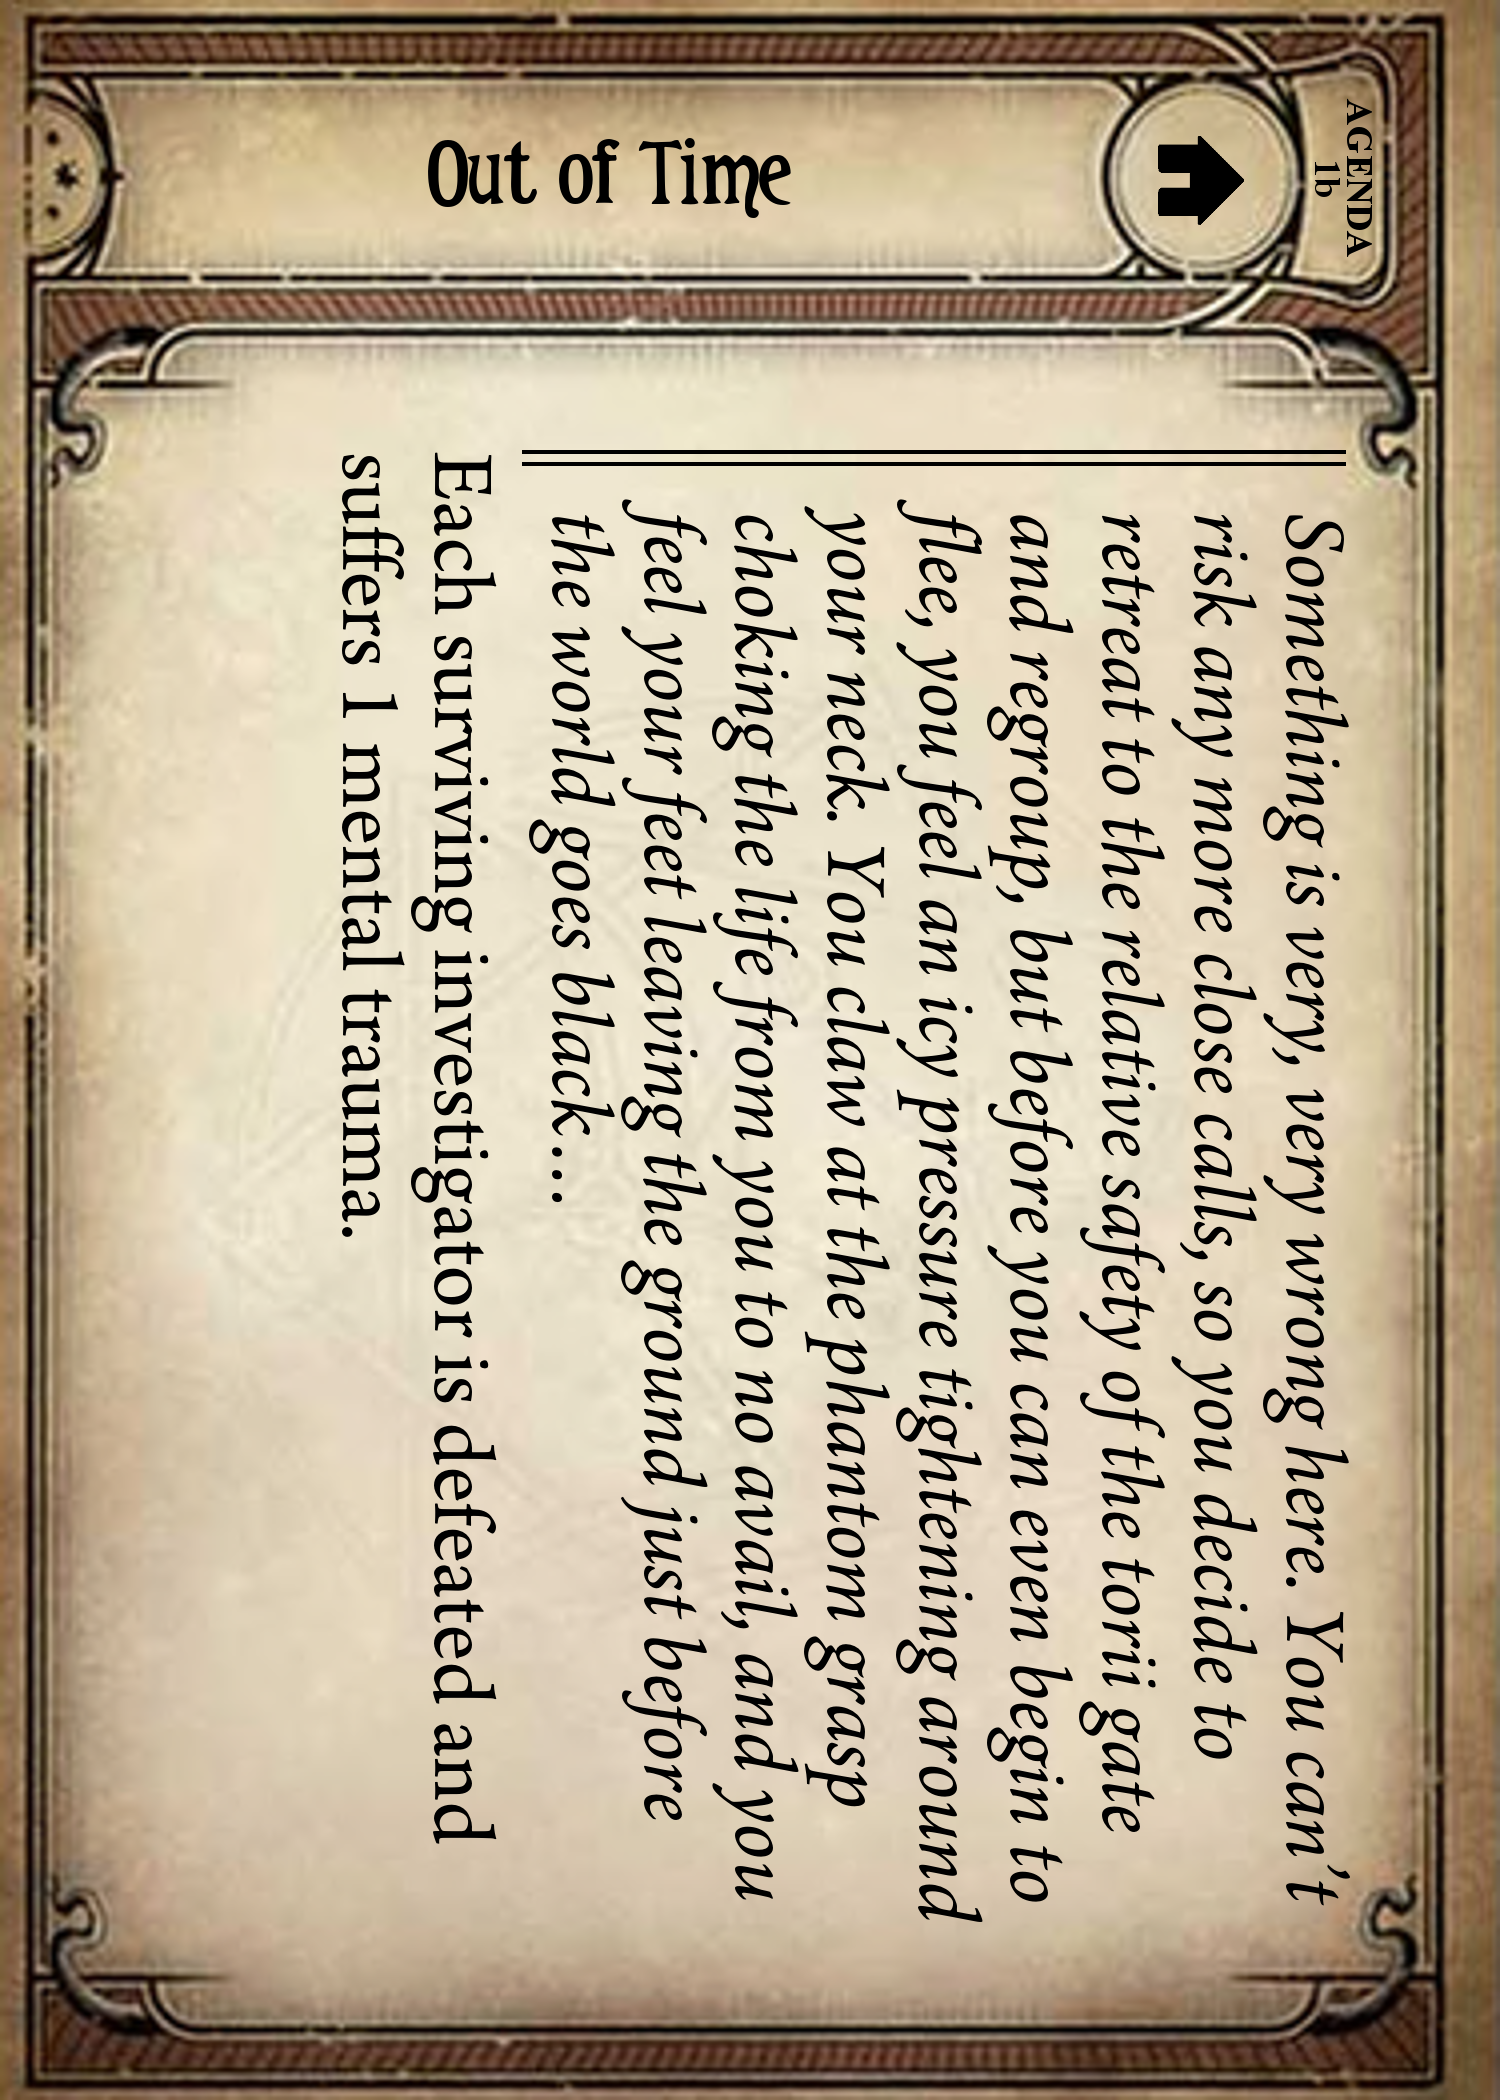 AGENDA
1b
Out of Time
Something is very, very wrong here. You can't
risk any more close calls, so you decide to
retreat to the relative safety of the torii gate
and regroup, but before you can even begin to
flee, you feel an icy pressure tightening around
your neck. You claw at the phantom grasp
choking the life from you to no avail, and you
feel your feet leaving the ground just before
the world goes black...
Each surviving investigator is defeated and
suffers 1 mental trauma.